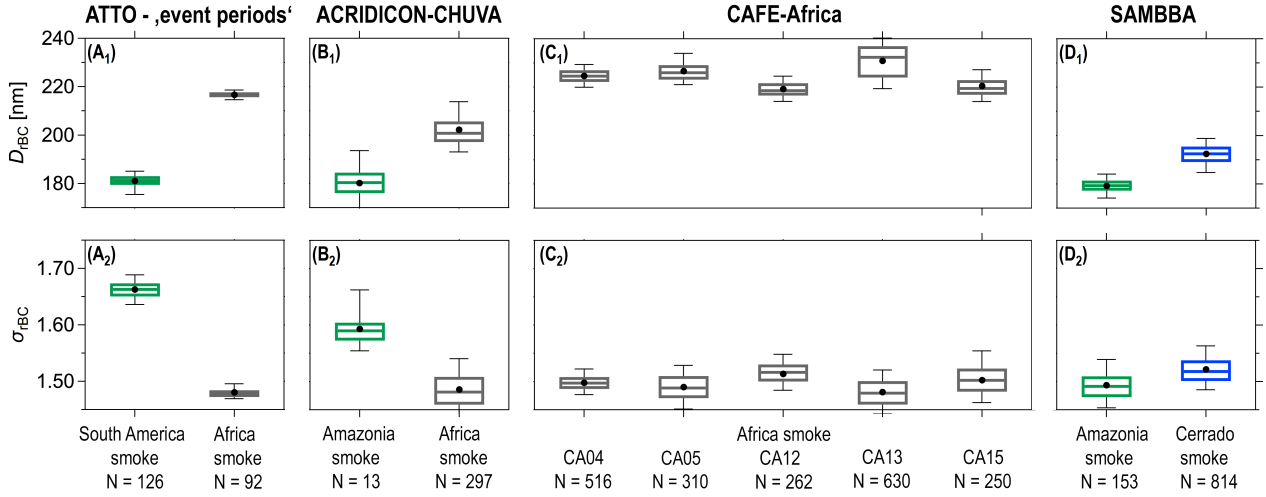 ATTO - ‚event periods‘
ACRIDICON-CHUVA
CAFE-Africa
SAMBBA
240
220
200
180
DrBC [nm]
(A1)
(B1)
(C1)
(D1)
1.70
1.60
1.50
σrBC
(A2)
(B2)
(C2)
(D2)
South America
smoke
N = 126
Africa
smoke
N = 92
Amazonia
smoke
N = 13
Africa
smoke
N = 297
Africa smoke
CA04
N = 516
CA05
N = 310
CA12
N = 262
CA13
N = 630
CA15
N = 250
Amazonia
smoke
N = 153
Cerrado
smoke
N = 814